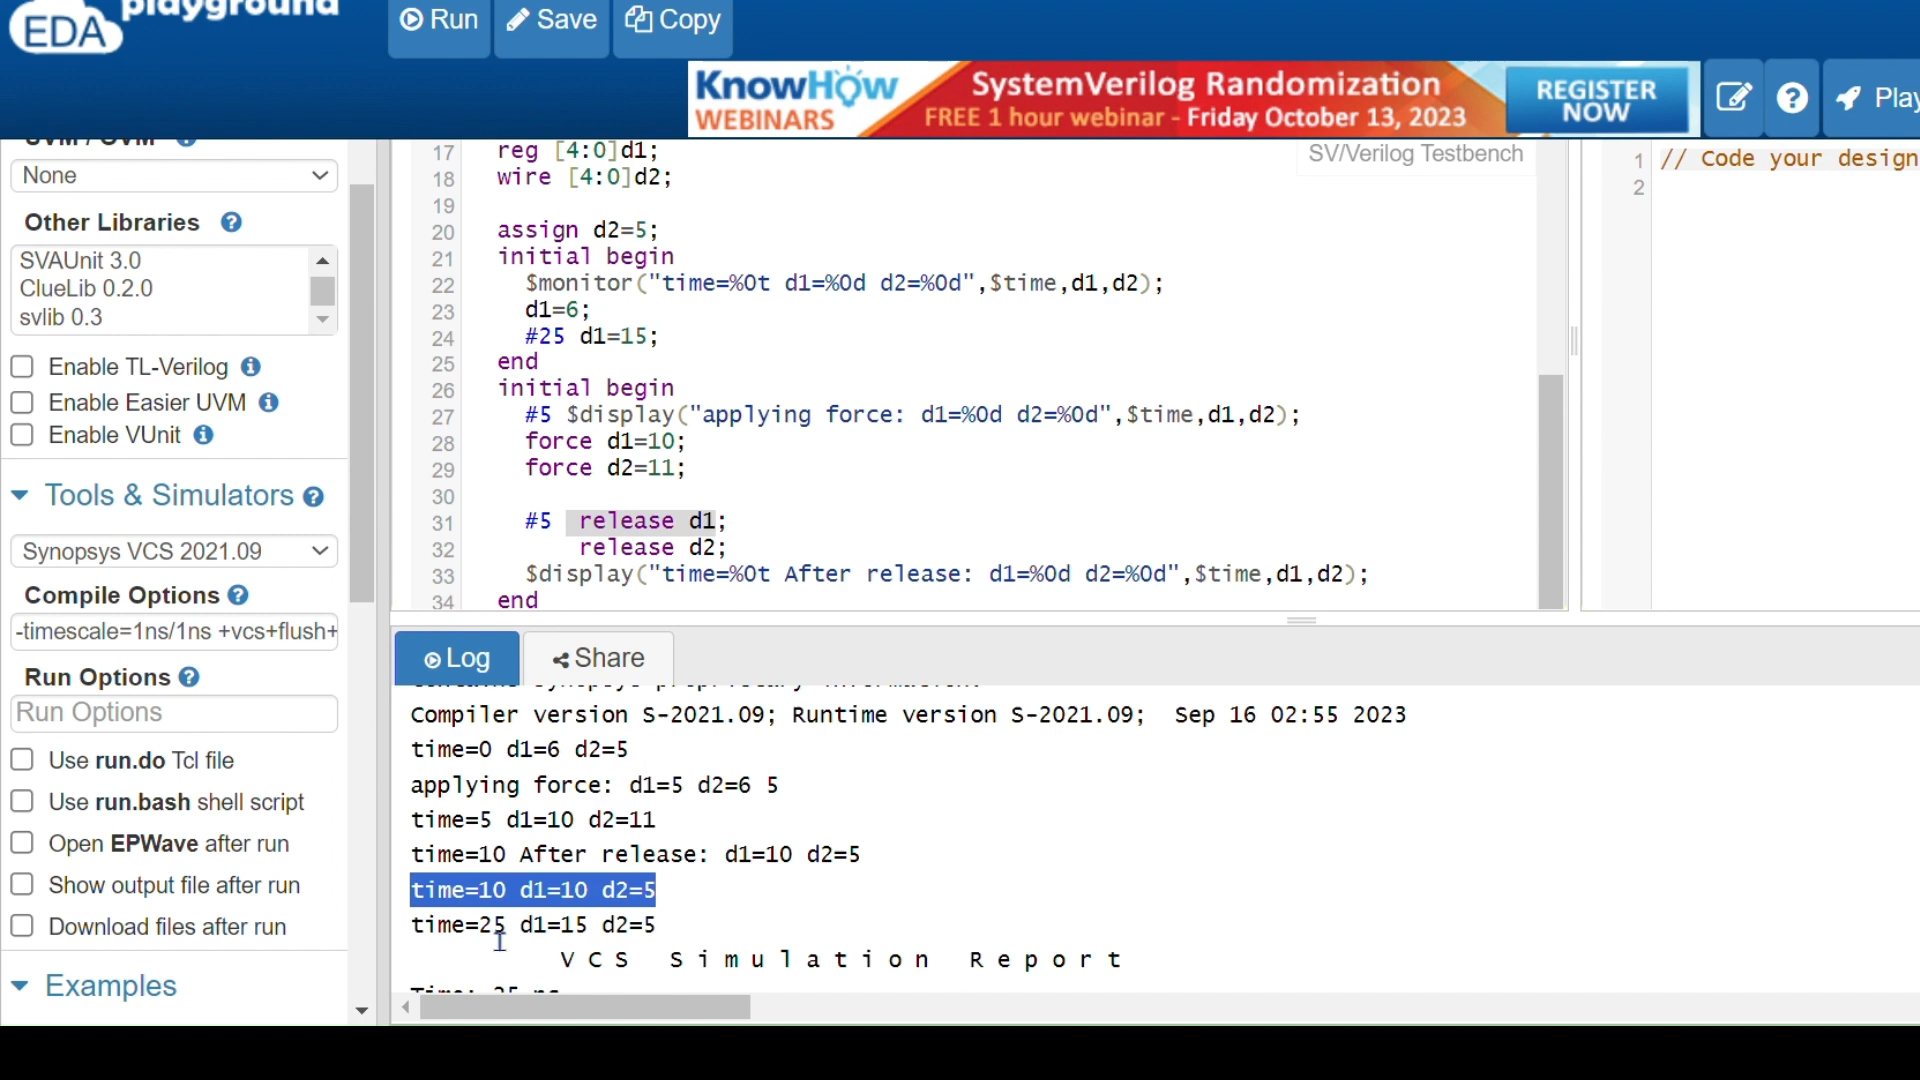 EDA playground
Run
Save
Copy
KnowHow WEBINARS
SystemVerilog Randomization
FREE 1 hour webinar - Friday October 13, 2023
REGISTER NOW
Play
UVM / OVM
None
Other Libraries
SVAUnit 3.0
ClueLib 0.2.0
svlib 0.3
Enable TL-Verilog
Enable Easier UVM
Enable VUnit
Tools & Simulators
Synopsys VCS 2021.09
Compile Options
-timescale=1ns/1ns +vcs+flush+
Run Options
Run Options
Use run.do Tcl file
Use run.bash shell script
Open EPWave after run
Show output file after run
Download files after run
Examples
SV/Verilog Testbench
17 reg [4:0]d1;
18 wire [4:0]d2;
19
20 assign d2=5;
21 initial begin
22 $monitor("time=%0t d1=%0d d2=%0d",$time,d1,d2);
23 d1=6;
24 #25 d1=15;
25 end
26 initial begin
27 #5 $display("applying force: d1=%0d d2=%0d",$time,d1,d2);
28 force d1=10;
29 force d2=11;
30
31 #5 release d1;
32 release d2;
33 $display("time=%0t After release: d1=%0d d2=%0d",$time,d1,d2);
34 end
1 // Code your design
2
Log
Share
Compiler version S-2021.09; Runtime version S-2021.09; Sep 16 02:55 2023
time=0 d1=6 d2=5
applying force: d1=5 d2=6 5
time=5 d1=10 d2=11
time=10 After release: d1=10 d2=5
time=10 d1=10 d2=5
time=25 d1=15 d2=5
V C S S i m u l a t i o n R e p o r t